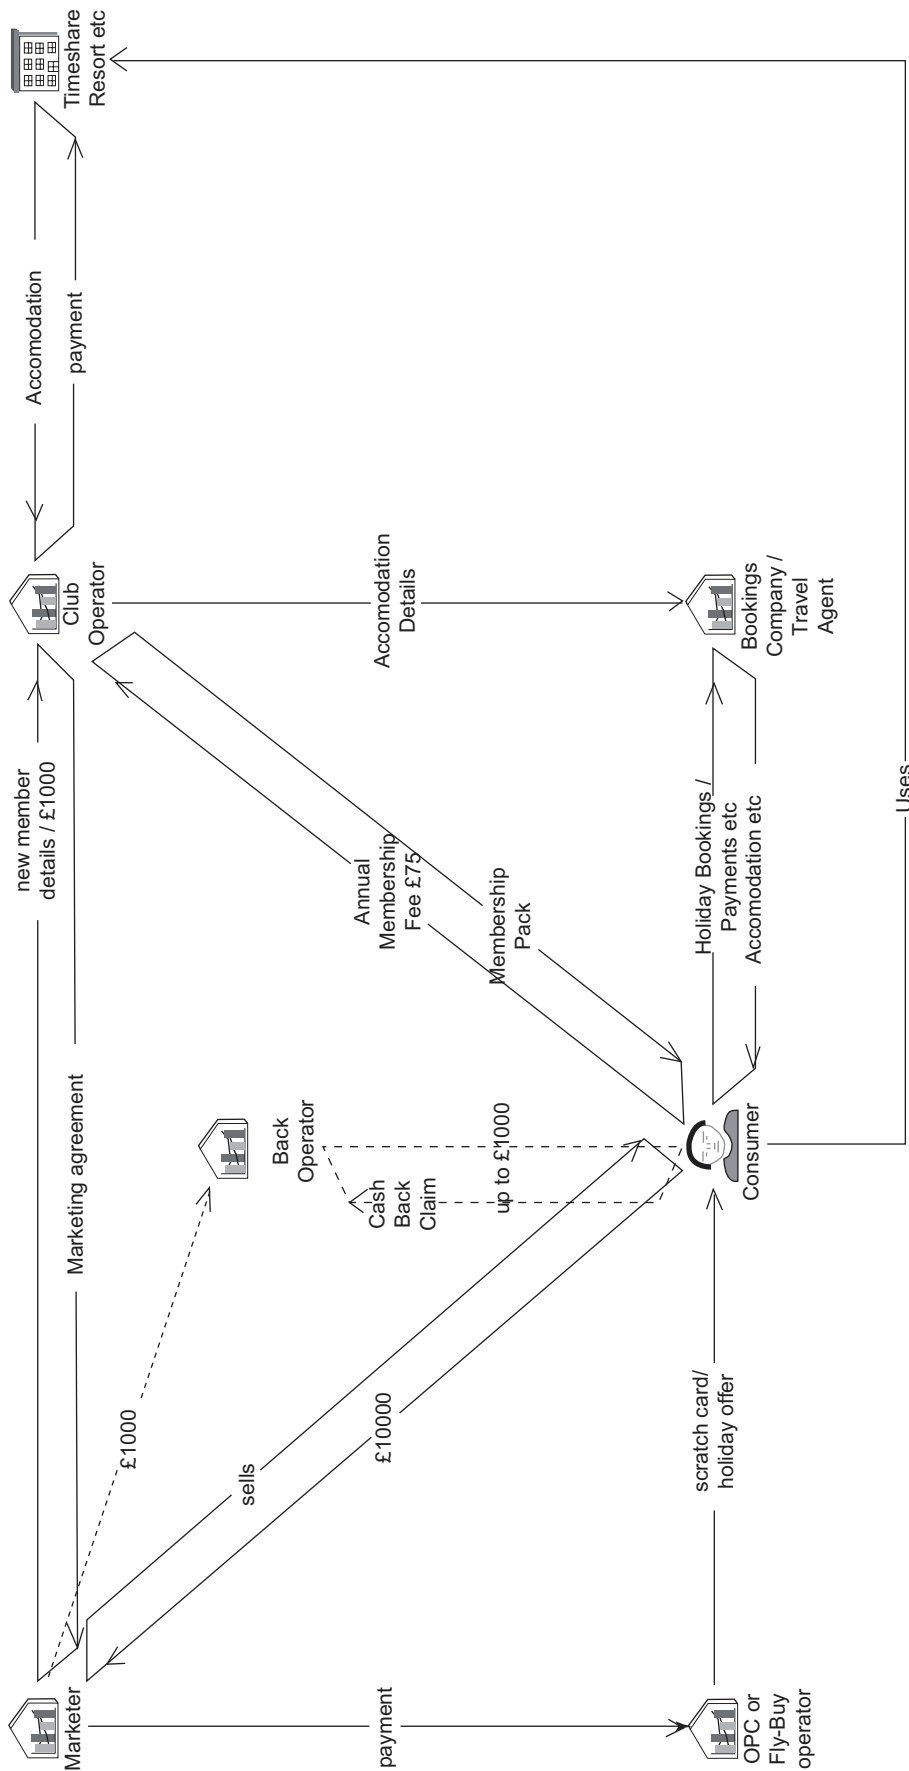 Marketer
new member
details / £1000
Marketing agreement
Club
Operator
Accomodation
payment
Timeshare
Resort etc
£1000
Back
Operator
Cash
Back
Claim
up to £1000
sells
£10000
Annual
Membership
Fee £75
Membership
Pack
Accomodation
Details
payment
OPC or
Fly-Buy
operator
scratch card/
holiday offer
Consumer
Holiday Bookings /
Payments etc
Accomodation etc
Bookings
Company /
Travel
Agent
Uses